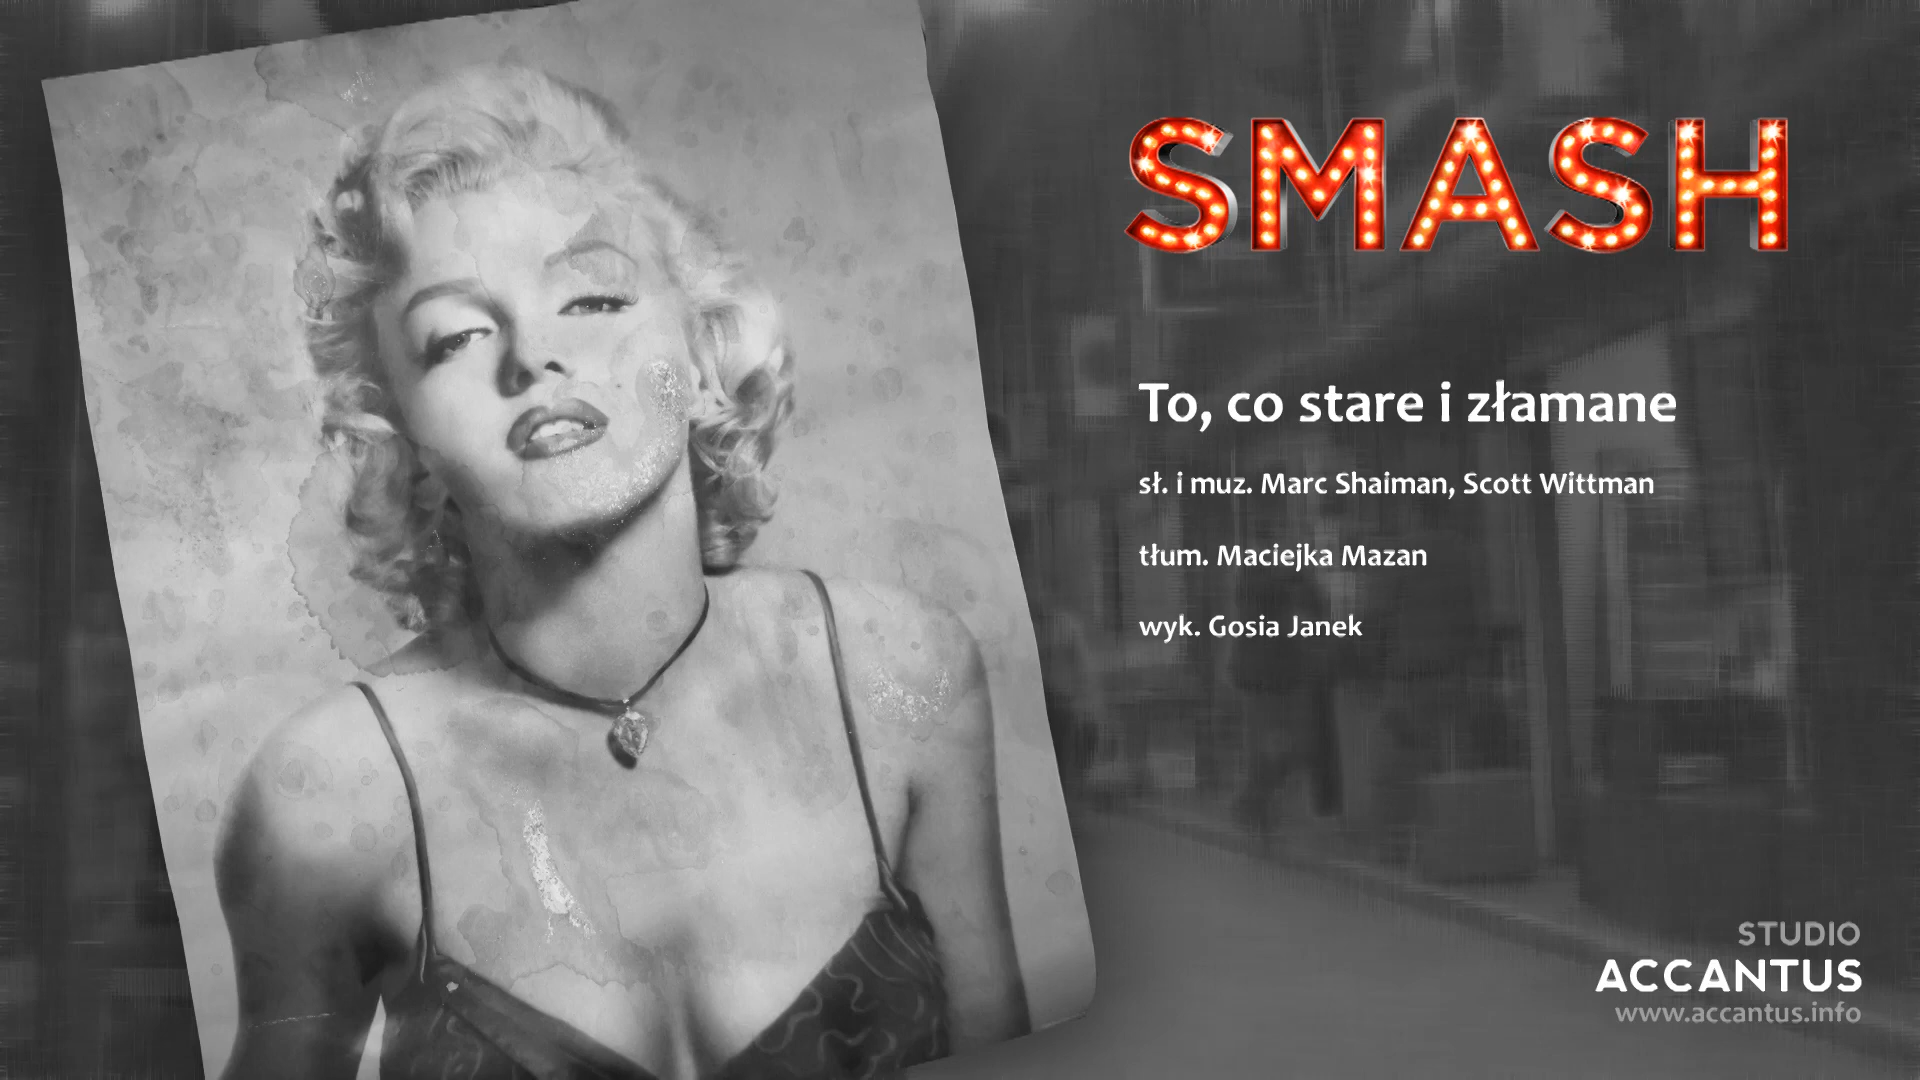 SMASH
To, co stare i złamane
sł. i muz. Marc Shaiman, Scott Wittman
tłum. Maciejka Mazan
wyk. Gosia Janek
STUDIO
ACCANTUS
www.accantus.info